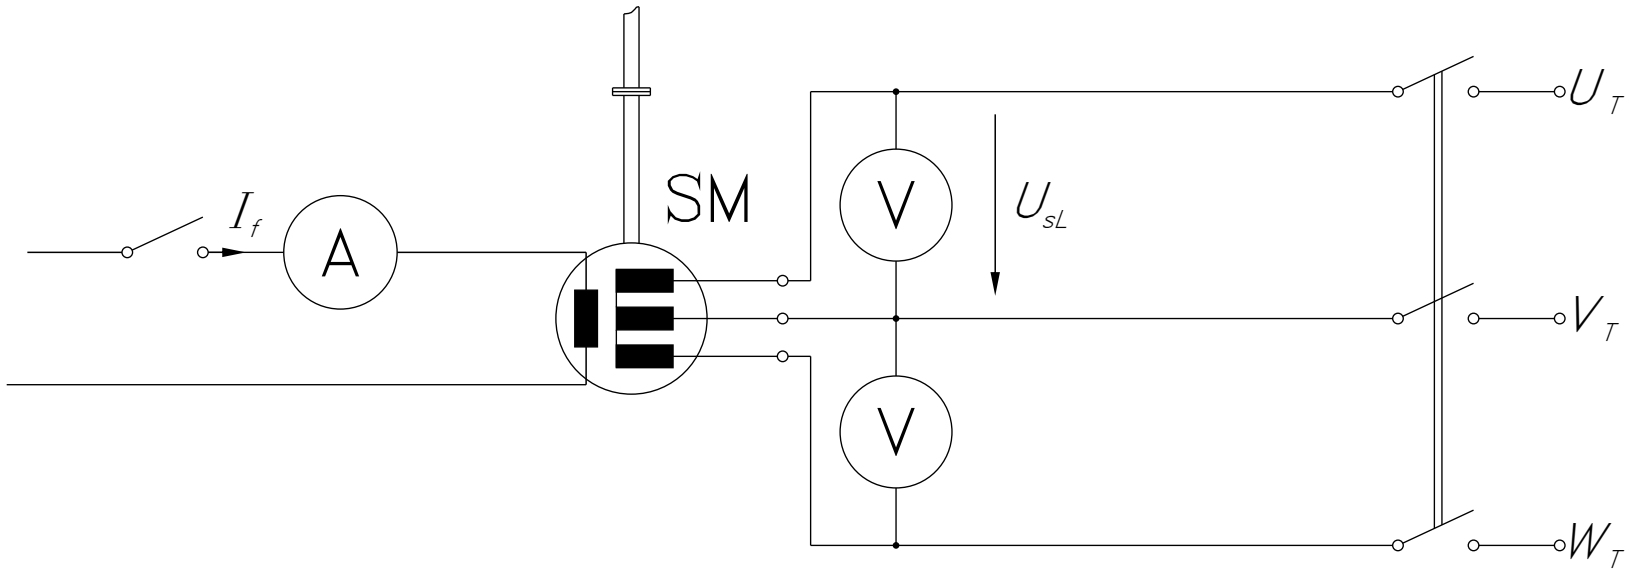 U_T
SM
V
I_f
U_sL
A
V_T
V
W_T